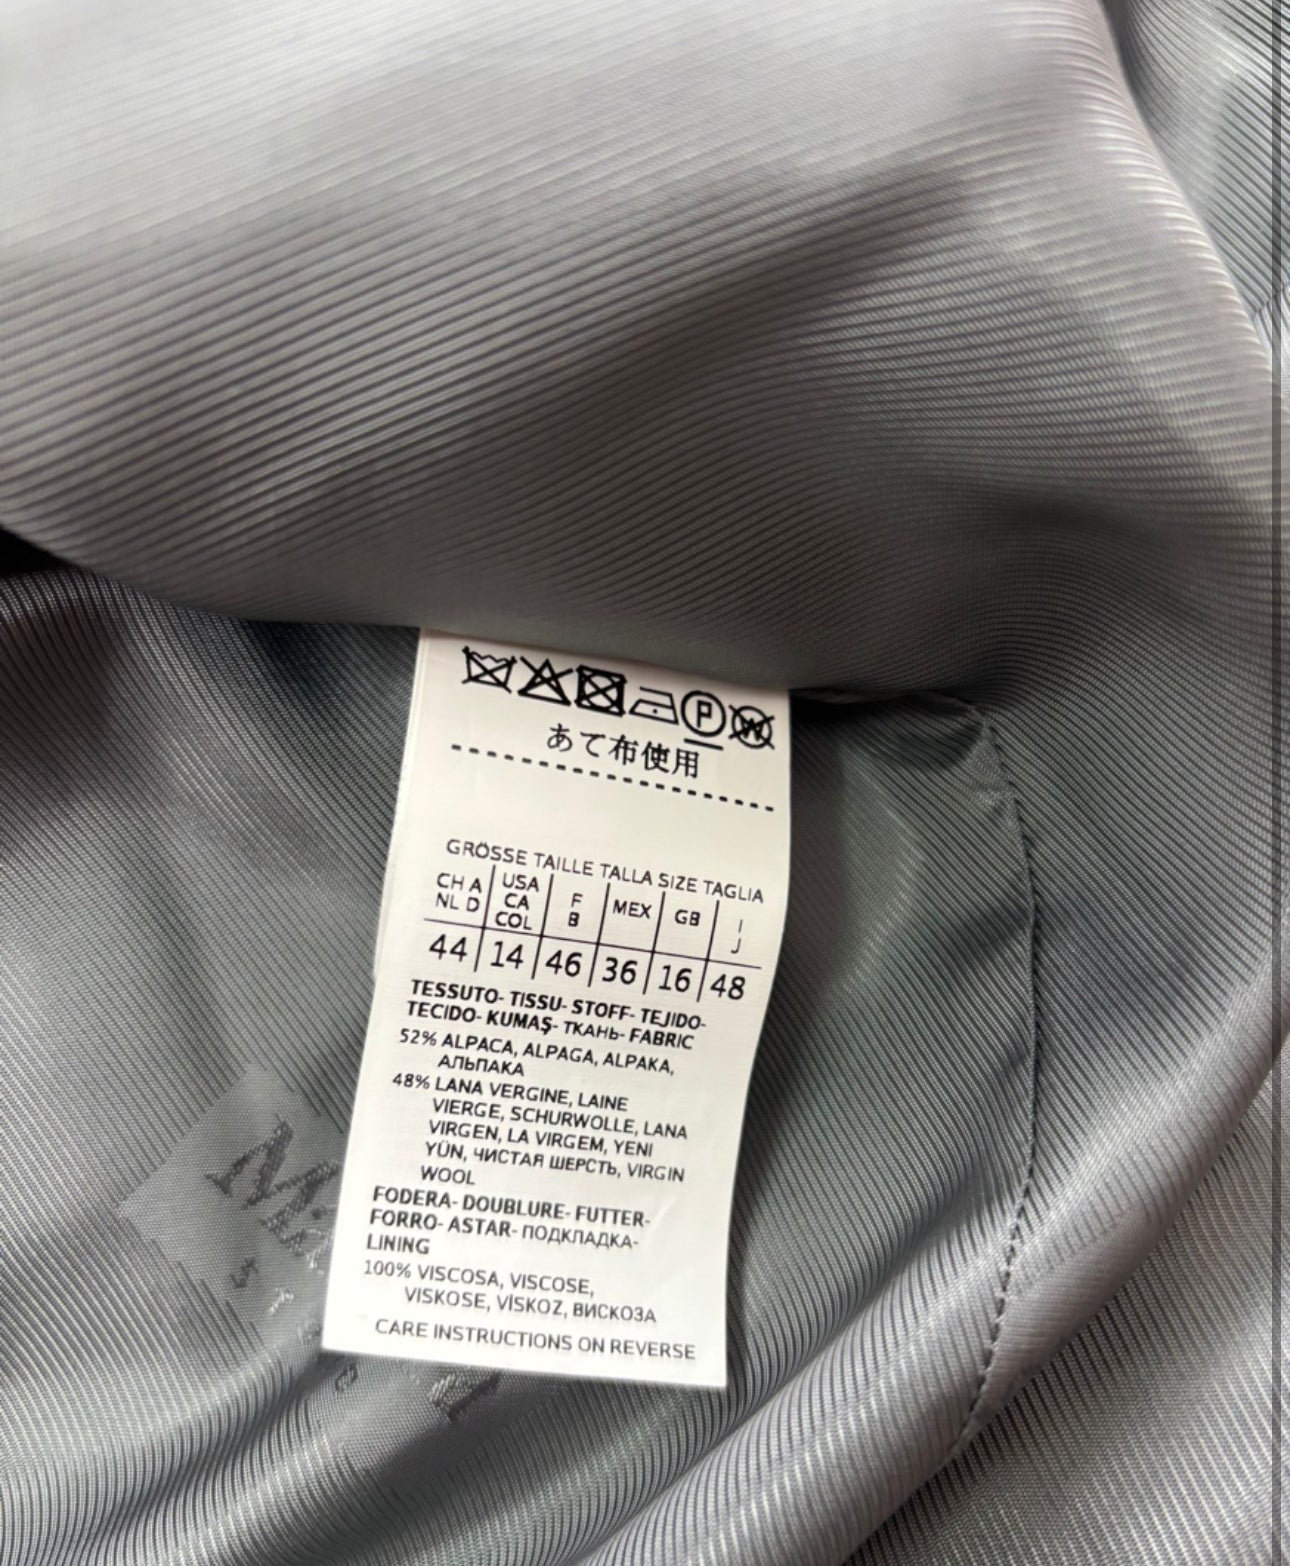 P W
あて布使用
GRÖSSE TAILLE TALLA SIZE TAGLIA
CH A NL D | USA CA COL | F B | MEX | GB | I J
44 | 14 | 46 | 36 | 16 | 48
TESSUTO- TISSU- STOFF- TEJIDO-
TECIDO- KUMAŞ- ТКАНЬ- FABRIC
52% ALPACA, ALPAGA, ALPAKA,
АЛЬПАКА
48% LANA VERGINE, LAINE
VIERGE, SCHURWOLLE, LANA
VIRGEN, LA VIRGEM, YENI
YÜN, ЧИСТАЯ ШЕРСТЬ, VIRGIN
WOOL
FODERA- DOUBLURE- FUTTER-
FORRO- ASTAR- ПОДКЛАДКА-
LINING
100% VISCOSA, VISCOSE,
VISKOSE, VİSKOZ, ВИСКОЗА
CARE INSTRUCTIONS ON REVERSE